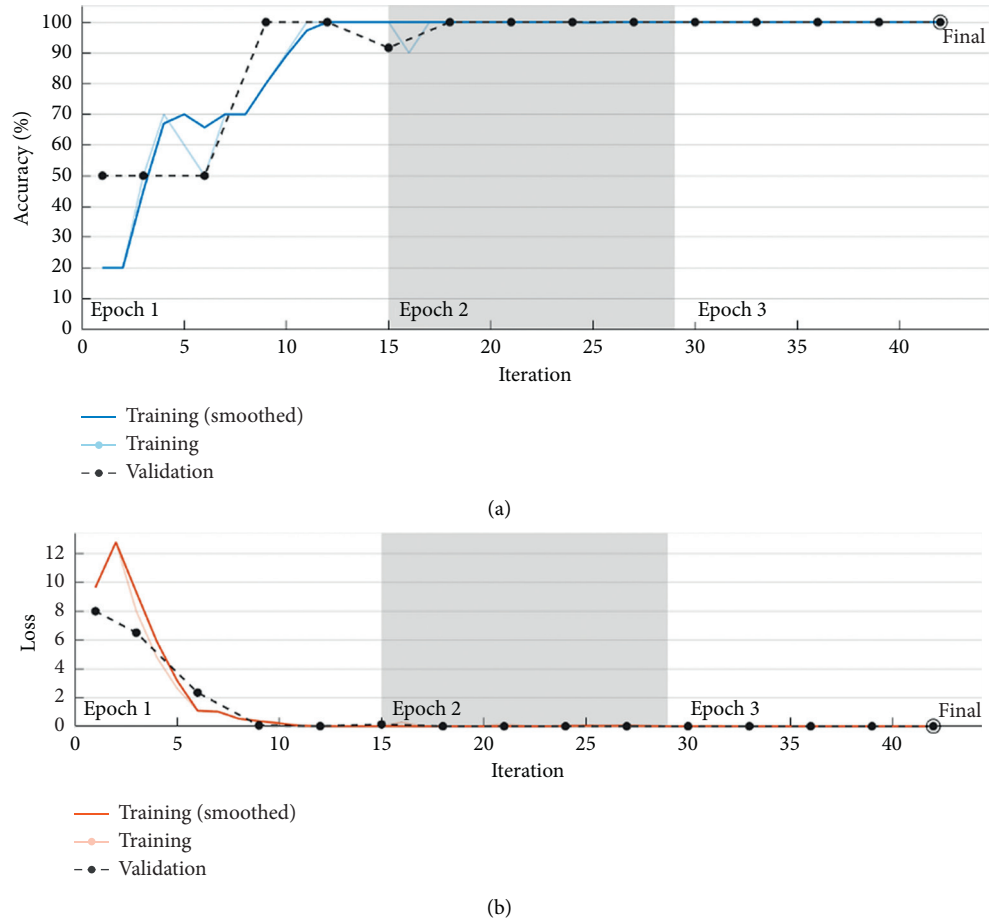 100
90
80
70
60
50
40
30
20
10
0
Accuracy (%)
Epoch 1
Epoch 2
Epoch 3
Final
0 5 10 15 20 25 30 35 40
Iteration
Training (smoothed)
Training
Validation
(a)
12
10
8
6
4
2
0
Loss
Epoch 1
Epoch 2
Epoch 3
Final
0 5 10 15 20 25 30 35 40
Iteration
Training (smoothed)
Training
Validation
(b)